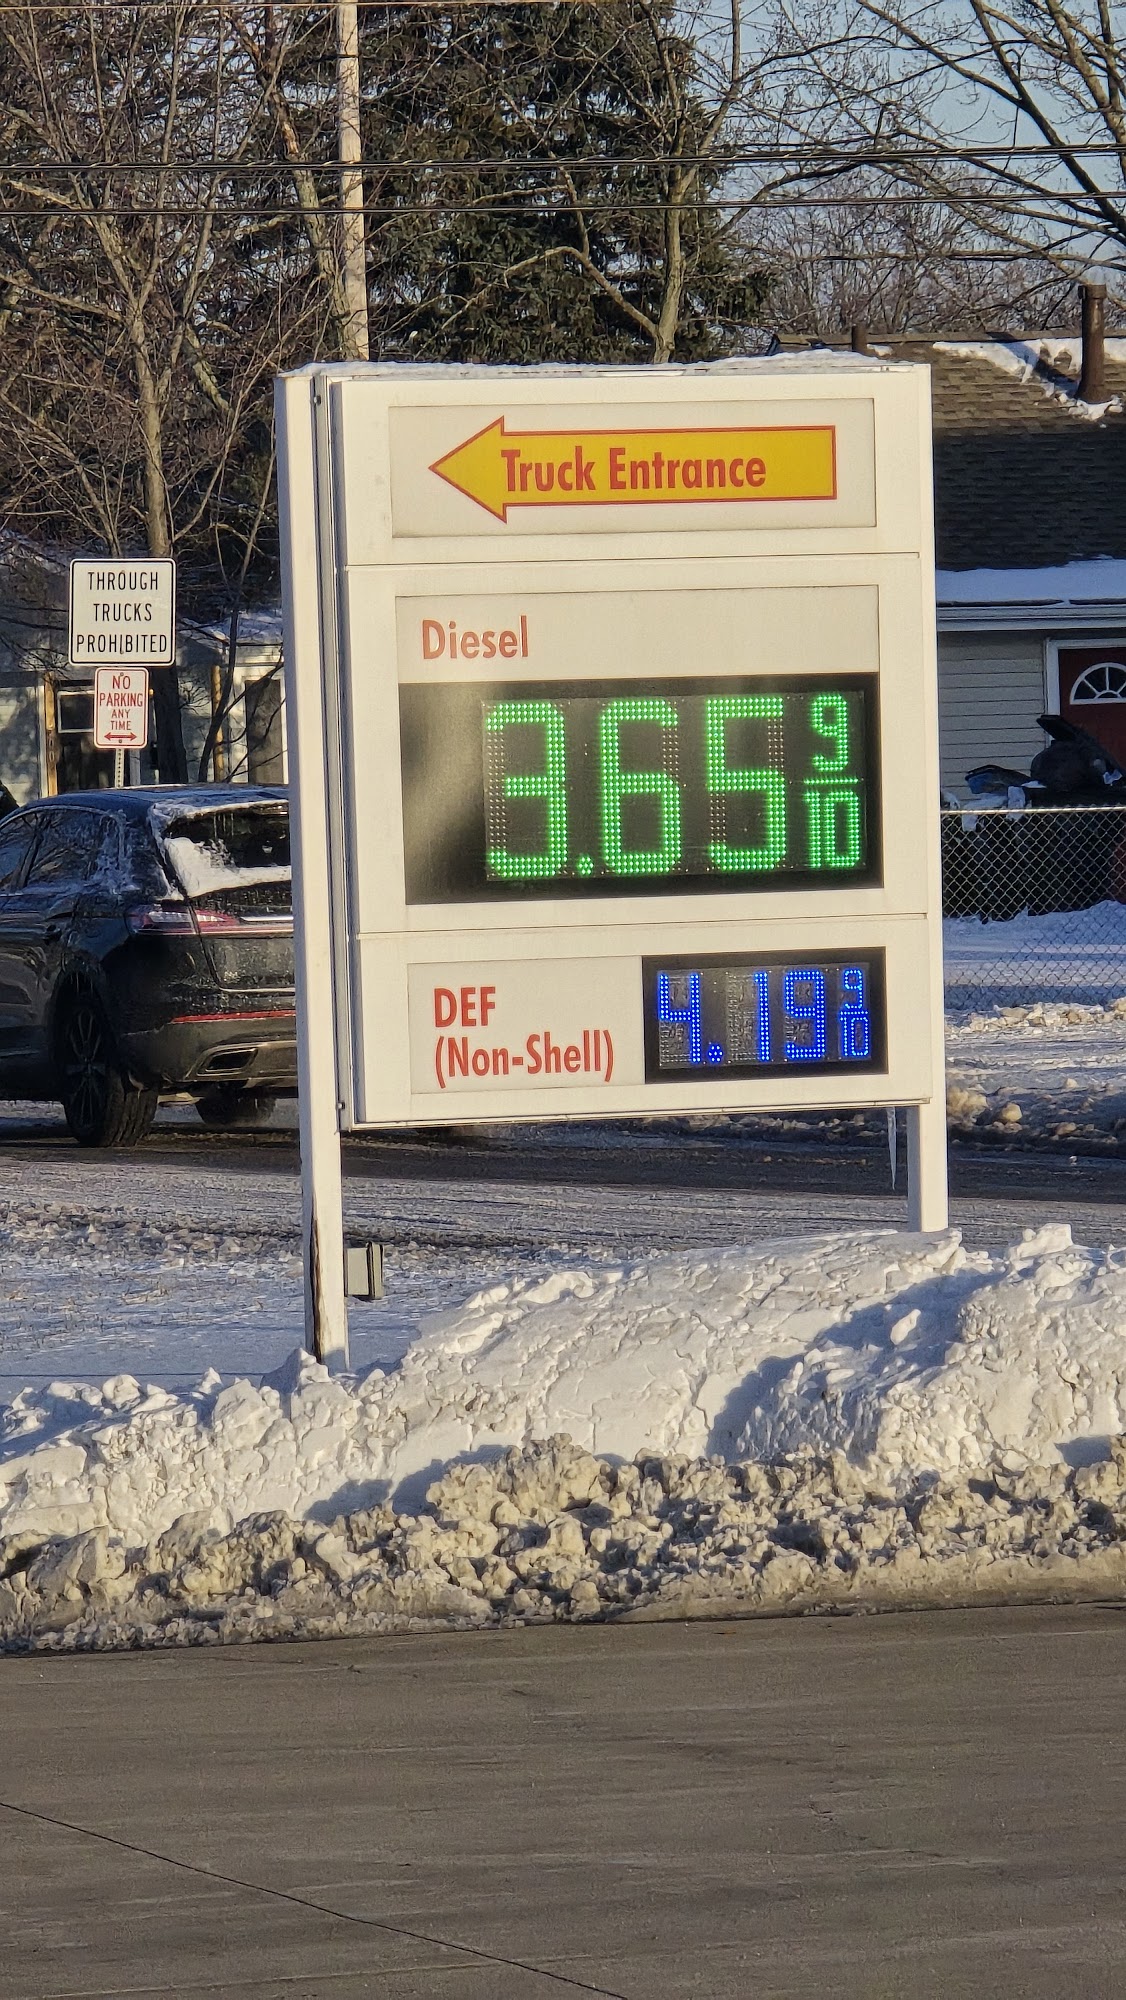 Truck Entrance
Diesel
3.65 9/10
DEF
(Non-Shell)
4.19 9/10
THROUGH
TRUCKS
PROHIBITED
NO
PARKING
ANY
TIME